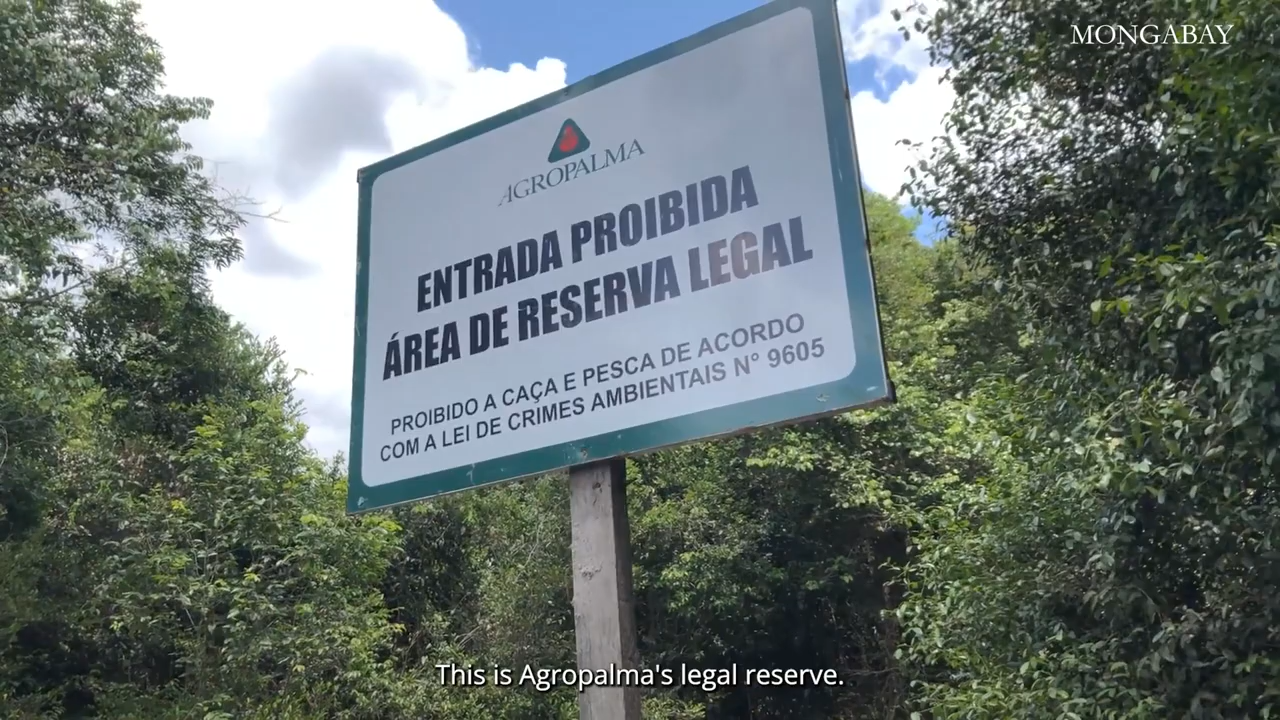 MONGABAY
AGROPALMA
ENTRADA PROIBIDA
ÁREA DE RESERVA LEGAL
PROIBIDO A CAÇA E PESCA DE ACORDO
COM A LEI DE CRIMES AMBIENTAIS N° 9605
This is Agropalma's legal reserve.